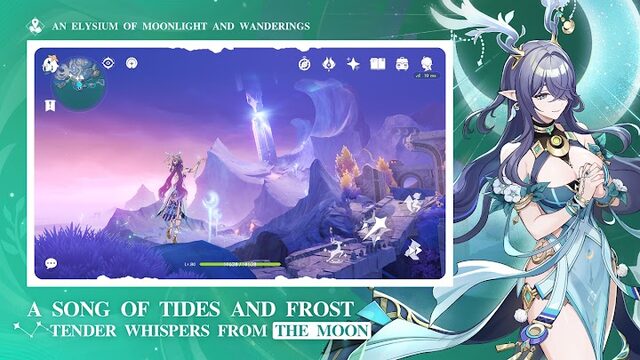 AN ELYSIUM OF MOONLIGHT AND WANDERINGS
A SONG OF TIDES AND FROST
TENDER WHISPERS FROM THE MOON